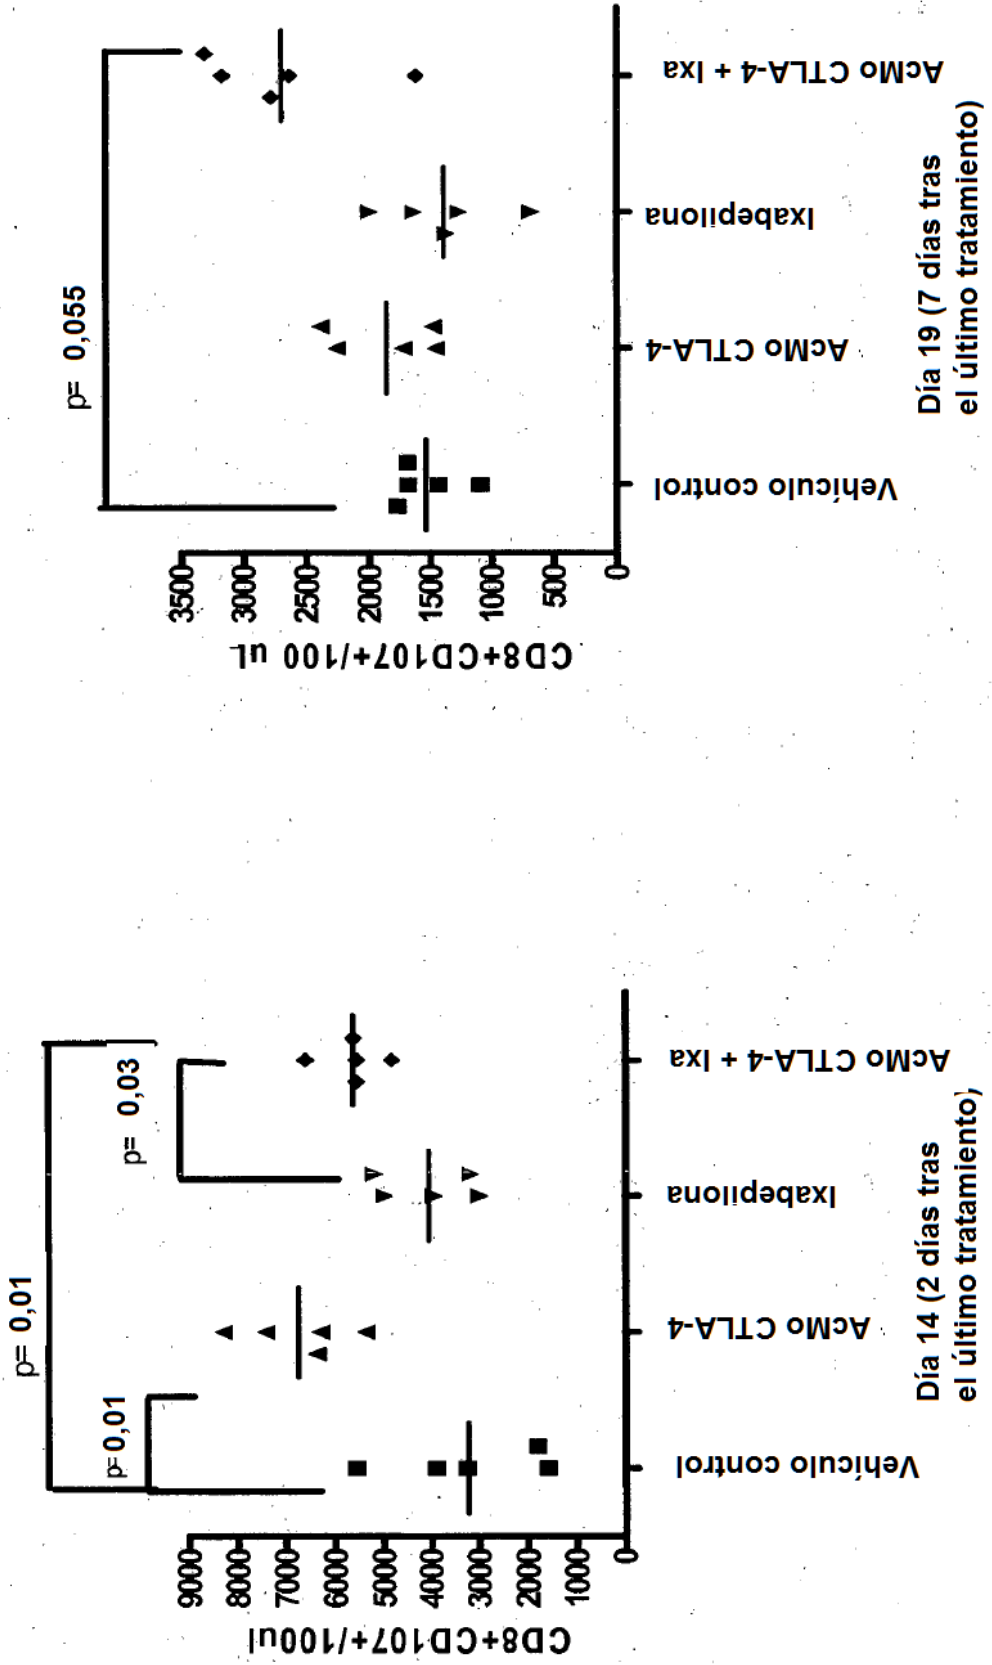 p= 0,01
p= 0,01
p= 0,03
CD8+CD107+/100ul
9000
8000
7000
6000
5000
4000
3000
2000
1000
0
Vehículo control
AcMo CTLA-4
Ixabepilona
AcMo CTLA-4 + Ixa
Día 14 (2 días tras
el último tratamiento)
p= 0,055
CD8+CD107+/100 uL
3500
3000
2500
2000
1500
1000
500
0
Vehículo control
AcMo CTLA-4
Ixabepilona
AcMo CTLA-4 + Ixa
Día 19 (7 días tras
el último tratamiento)